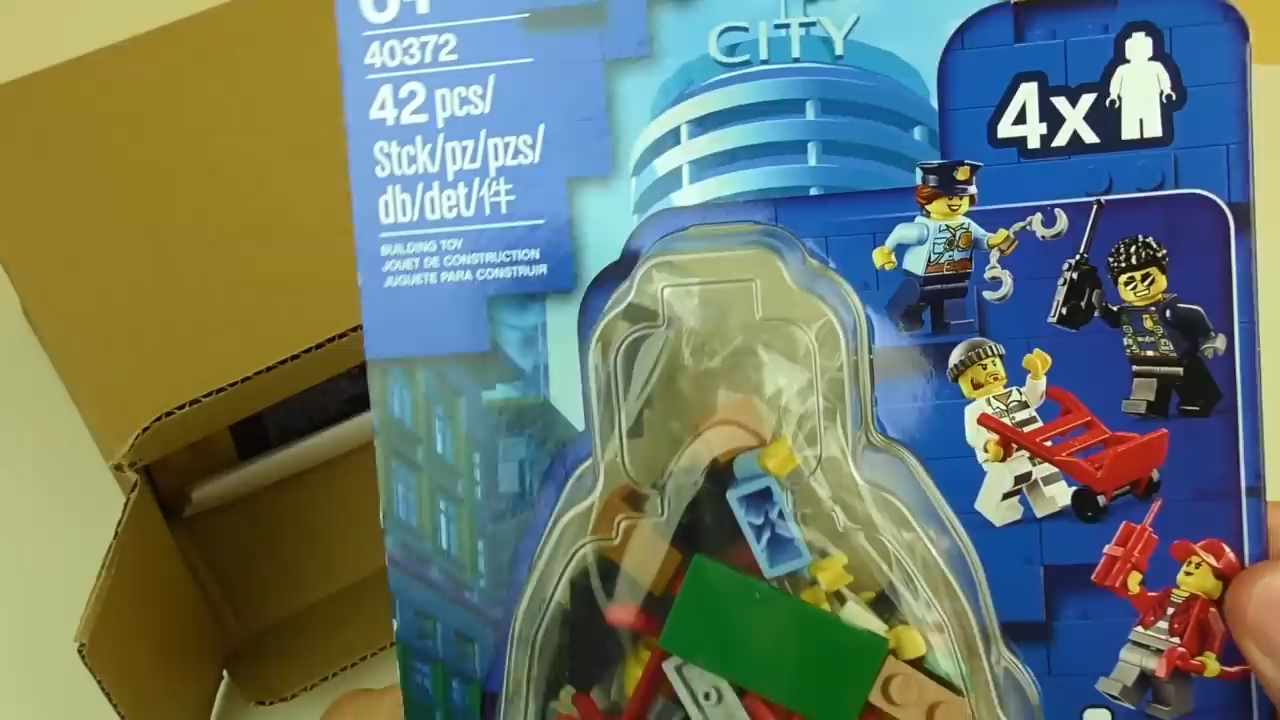 40372
42 pcs/
Stck/pz/pzs/
db/det/件
BUILDING TOY
JOUET DE CONSTRUCTION
JUGUETE PARA CONSTRUIR
CITY
4x